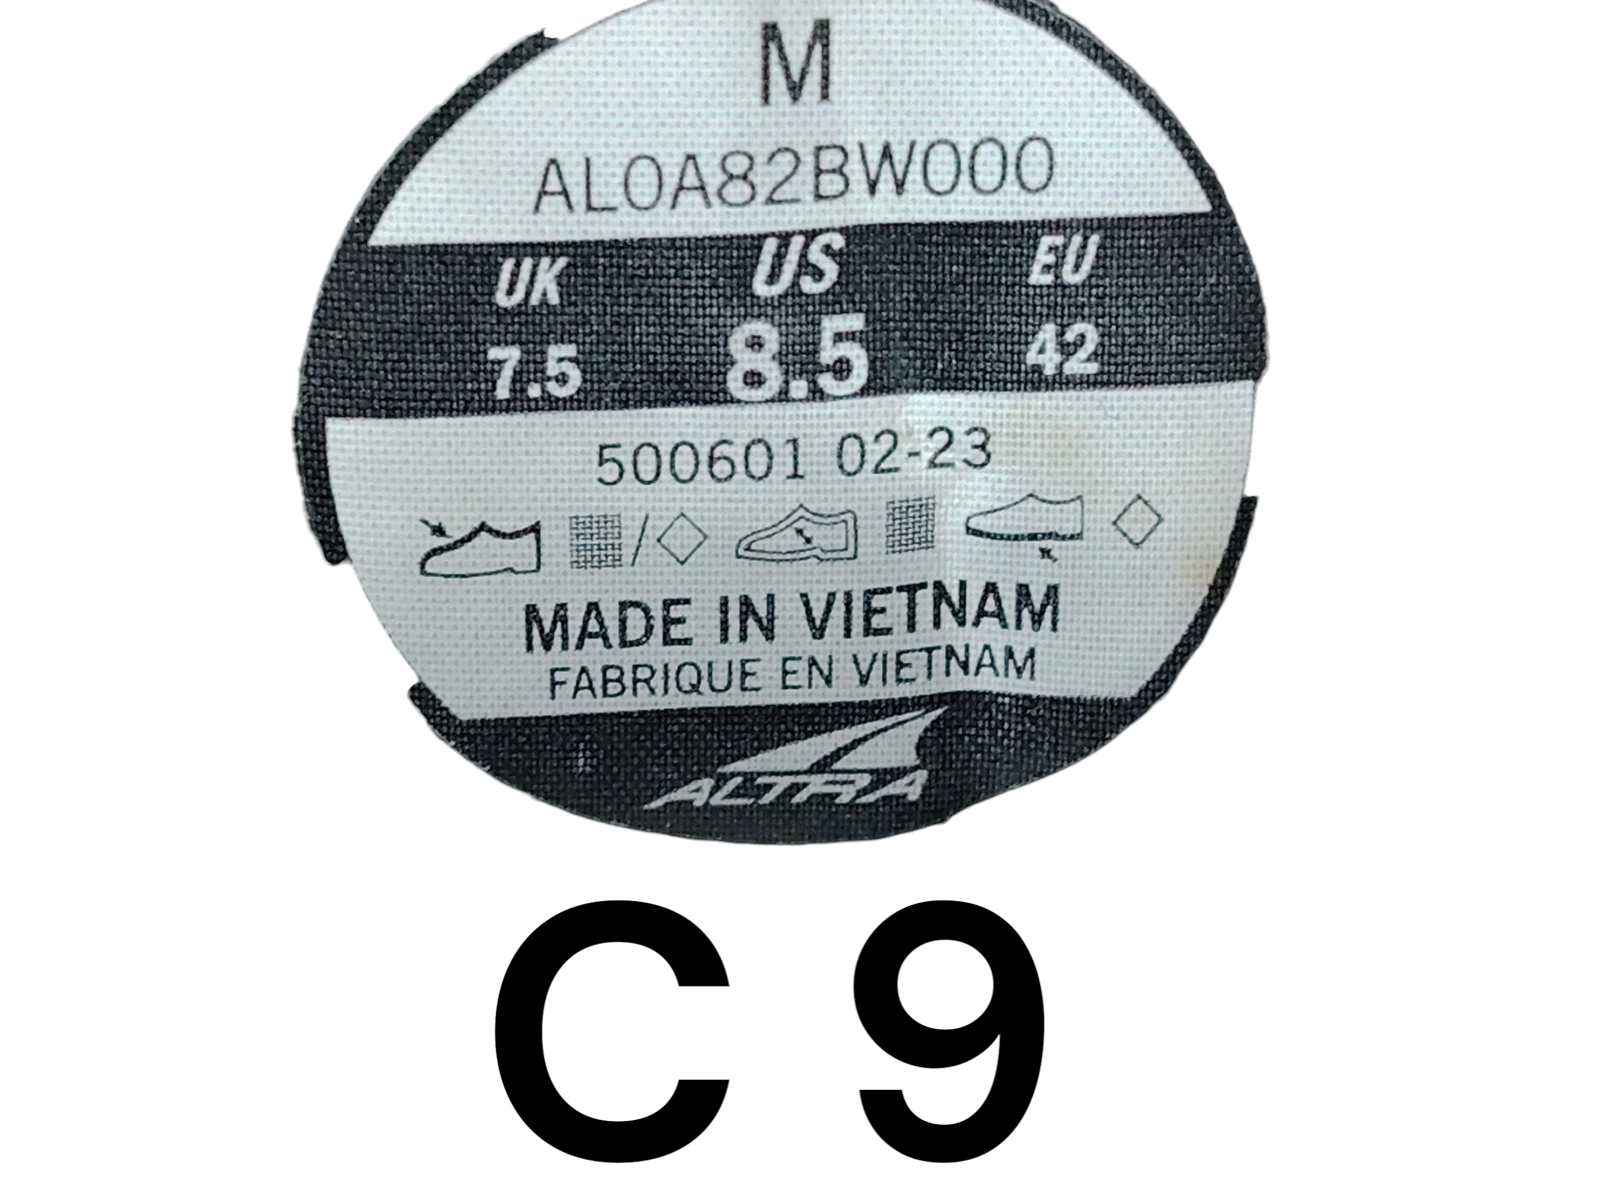 M
AL0A82BW000
UK US EU
7.5 8.5 42
500601 02-23
/
MADE IN VIETNAM
FABRIQUE EN VIETNAM
ALTRA
C 9